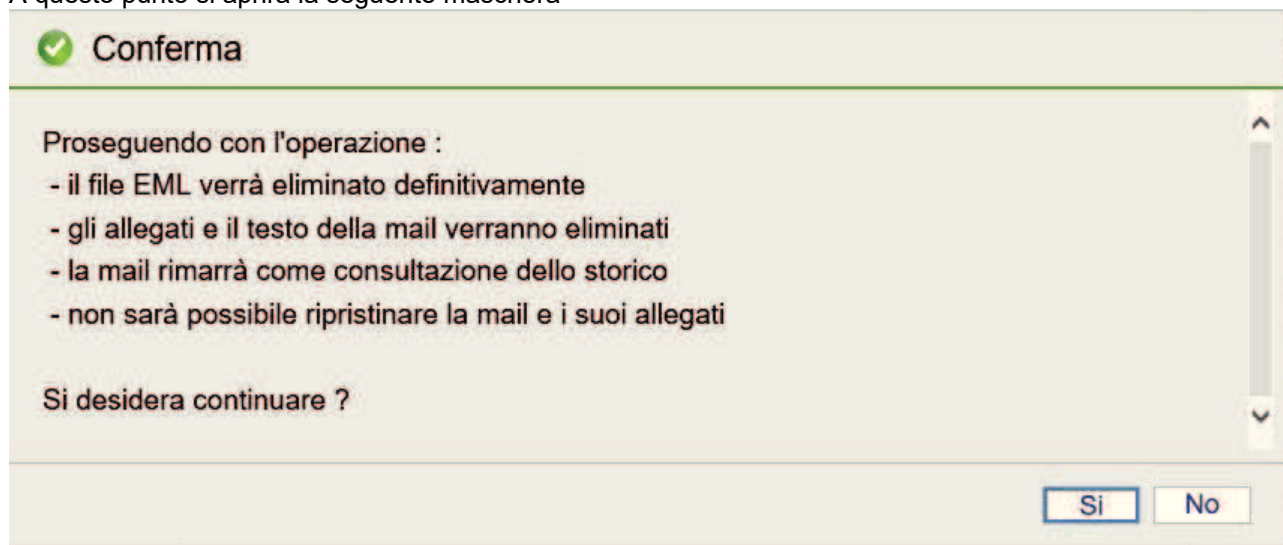 A questo punto si aprirà la seguente maschera
Conferma
Proseguendo con l'operazione :
- il file EML verrà eliminato definitivamente
- gli allegati e il testo della mail verranno eliminati
- la mail rimarrà come consultazione dello storico
- non sarà possibile ripristinare la mail e i suoi allegati
Si desidera continuare ?
Si No